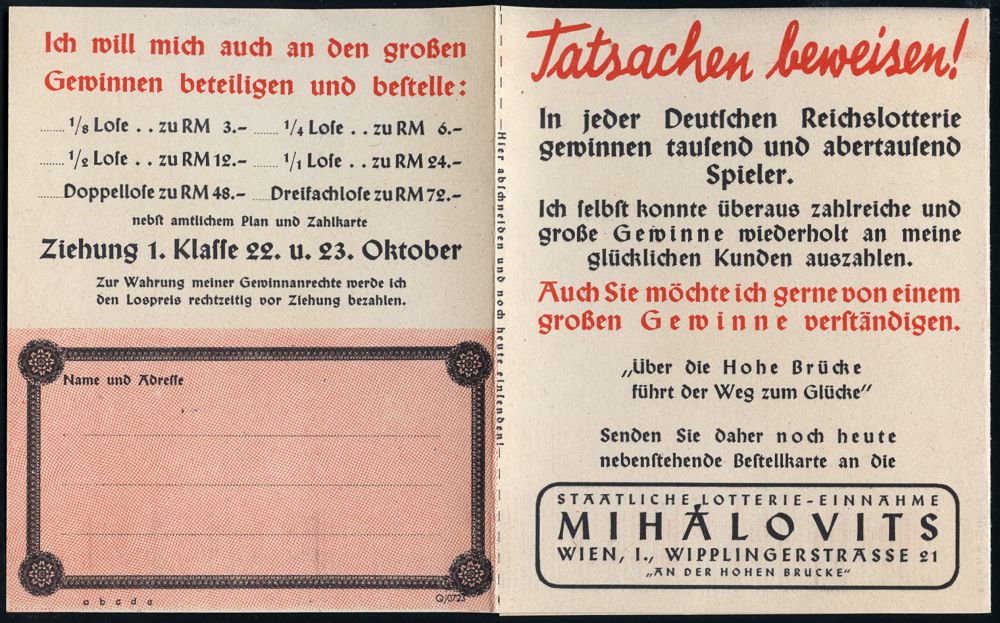 Ich will mich auch an den großen
Gewinnen beteiligen und bestelle:
...... 1/8 Lose . . zu RM 3.– ...... 1/4 Lose . . zu RM 6.–
...... 1/2 Lose . . zu RM 12.– ...... 1/1 Lose . . zu RM 24.–
......Doppellose zu RM 48.– .....Dreifachlose zu RM 72.–
nebst amtlichem Plan und Zahlkarte
Ziehung 1. Klasse 22. u. 23. Oktober
Zur Wahrung meiner Gewinnanrechte werde ich
den Lospreis rechtzeitig vor Ziehung bezahlen.
Name und Adresse
a b c d e
Q/0723
Hier abschneiden und noch heute einsenden!
Tatsachen beweisen!
In jeder Deutschen Reichslotterie
gewinnen tausend und abertausend
Spieler.
Ich selbst konnte überaus zahlreiche und
große Gewinne wiederholt an meine
glücklichen Kunden auszahlen.
Auch Sie möchte ich gerne von einem
großen Gewinne verständigen.
„Über die Hohe Brücke
führt der Weg zum Glücke“
Senden Sie daher noch heute
nebenstehende Bestellkarte an die
STAATLICHE LOTTERIE-EINNAHME
MIHÁLOVITS
WIEN, I., WIPPLINGERSTRASSE 21
„AN DER HOHEN BRÜCKE“